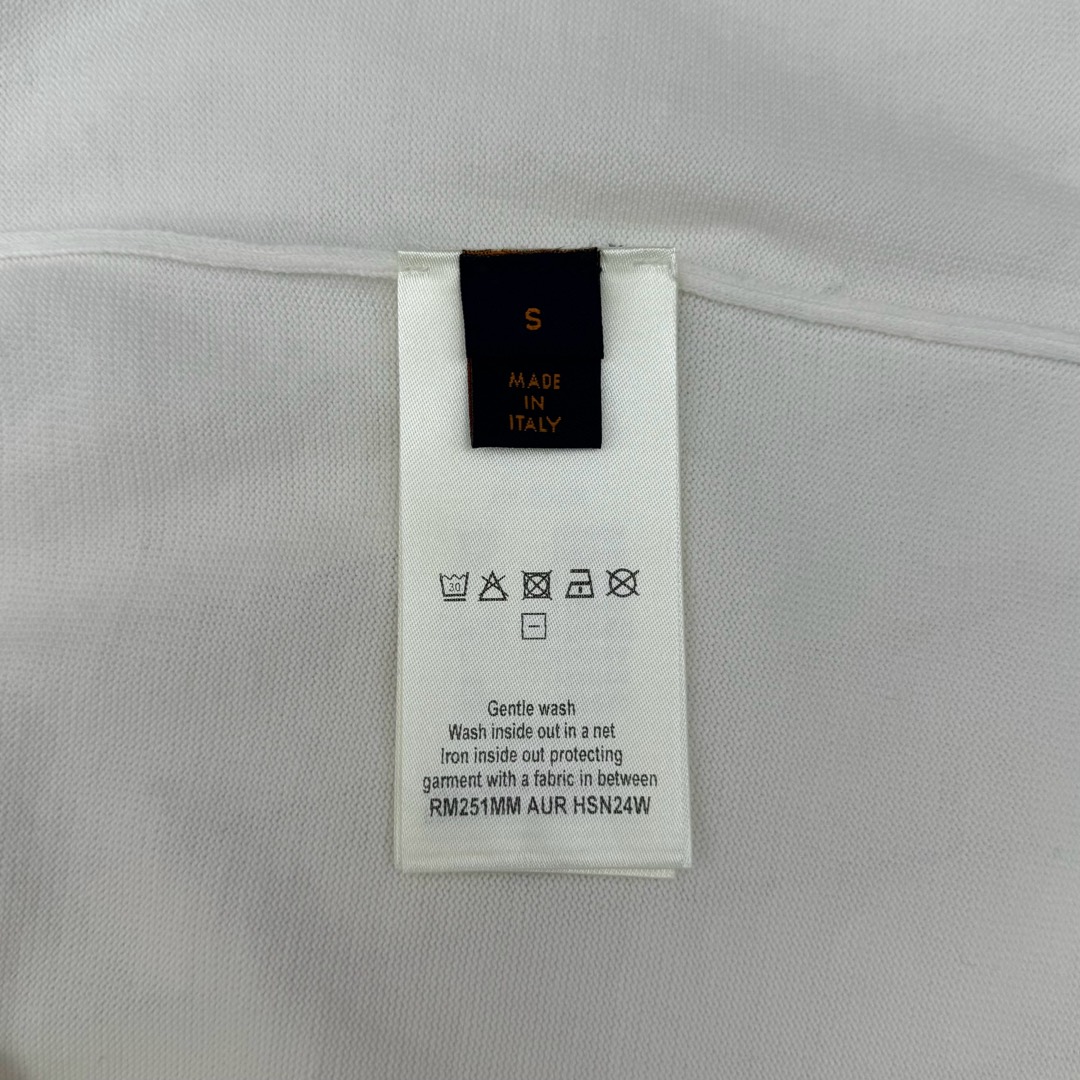 S
MADE
IN
ITALY
30
Gentle wash
Wash inside out in a net
Iron inside out protecting
garment with a fabric in between
RM251MM AUR HSN24W